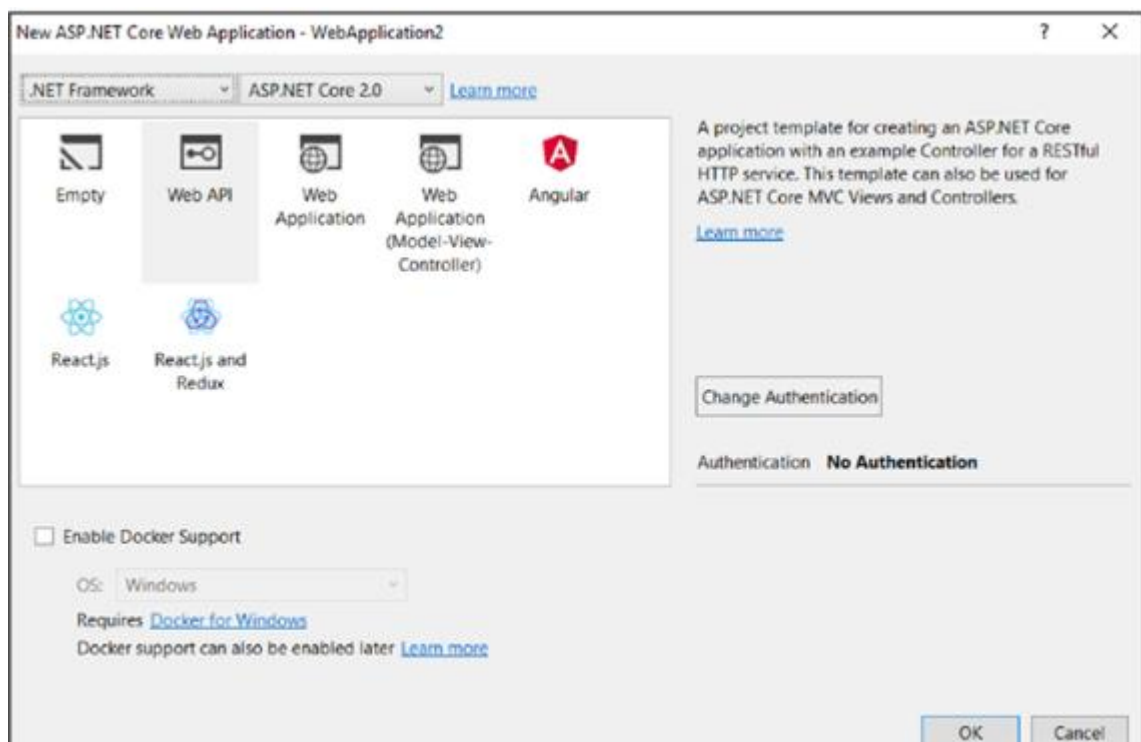 New ASP.NET Core Web Application - WebApplication2
? ×
.NET Framework ASP.NET Core 2.0 Learn more
Empty
Web API
Web
Application
Web
Application
(Model-View-
Controller)
Angular
React.js
React.js and
Redux
A project template for creating an ASP.NET Core
application with an example Controller for a RESTful
HTTP service. This template can also be used for
ASP.NET Core MVC Views and Controllers.
Learn more
Change Authentication
Authentication No Authentication
Enable Docker Support
OS: Windows
Requires Docker for Windows
Docker support can also be enabled later Learn more
OK Cancel